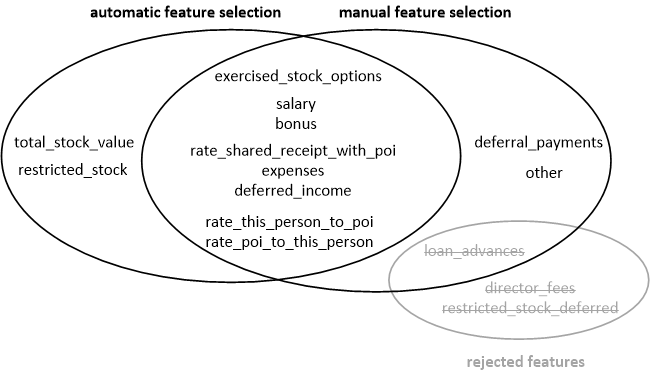 automatic feature selection
manual feature selection
exercised_stock_options
salary
bonus
total_stock_value
restricted_stock
rate_shared_receipt_with_poi
expenses
deferred_income
rate_this_person_to_poi
rate_poi_to_this_person
deferral_payments
other
loan_advances
director_fees
restricted_stock_deferred
rejected features